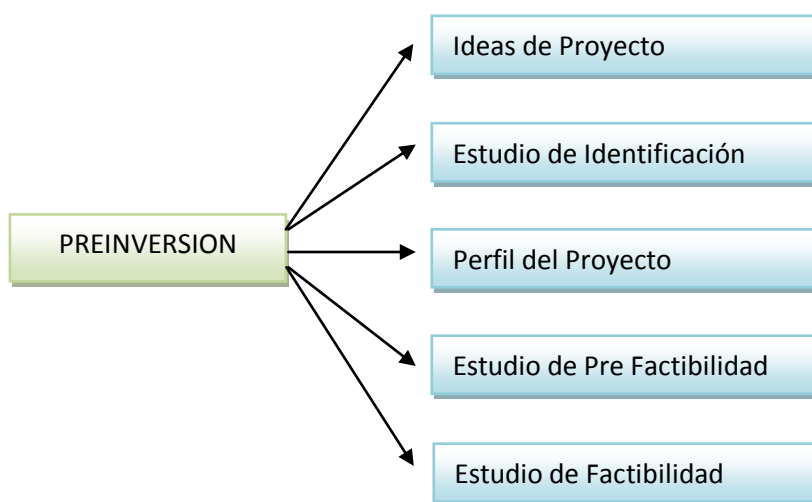 Ideas de Proyecto
Estudio de Identificación
PREINVERSION
Perfil del Proyecto
Estudio de Pre Factibilidad
Estudio de Factibilidad